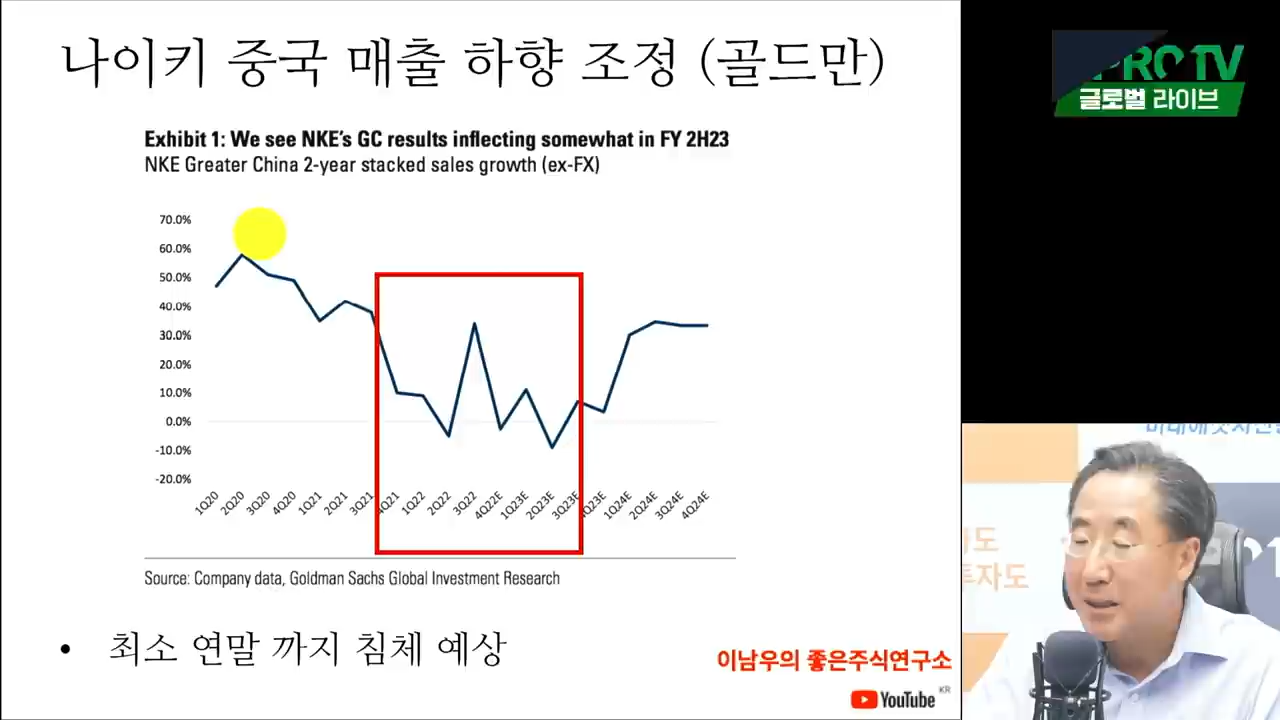 나이키 중국 매출 하향 조정 (골드만)
글로벌 라이브
Exhibit 1: We see NKE's GC results inflecting somewhat in FY 2H23
NKE Greater China 2-year stacked sales growth (ex-FX)
70.0%
60.0%
50.0%
40.0%
30.0%
20.0%
10.0%
0.0%
-10.0%
-20.0%
1Q20
2Q20
3Q20
4Q20
1Q21
2Q21
3Q21
4Q21
1Q22
2Q22
3Q22
4Q22E
1Q23E
2Q23E
3Q23E
4Q23E
1Q24E
2Q24E
3Q24E
4Q24E
Source: Company data, Goldman Sachs Global Investment Research
• 최소 연말 까지 침체 예상
이남우의 좋은주식연구소
YouTube KR